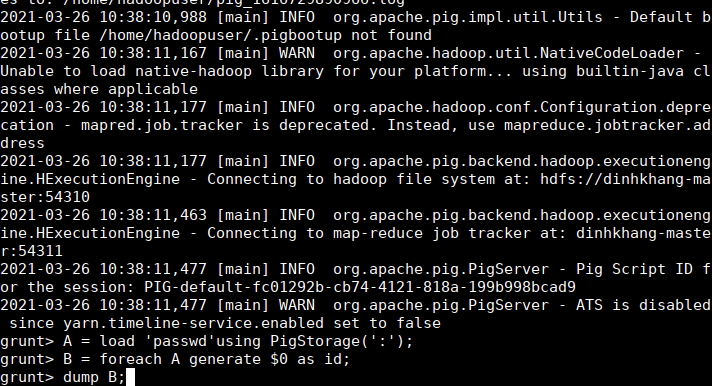 es to: /home/hadoopuser/pig_1616729890960.log
2021-03-26 10:38:10,988 [main] INFO  org.apache.pig.impl.util.Utils - Default b
ootup file /home/hadoopuser/.pigbootup not found
2021-03-26 10:38:11,167 [main] WARN  org.apache.hadoop.util.NativeCodeLoader -
Unable to load native-hadoop library for your platform... using builtin-java cl
asses where applicable
2021-03-26 10:38:11,177 [main] INFO  org.apache.hadoop.conf.Configuration.depre
cation - mapred.job.tracker is deprecated. Instead, use mapreduce.jobtracker.ad
dress
2021-03-26 10:38:11,177 [main] INFO  org.apache.pig.backend.hadoop.executioneng
ine.HExecutionEngine - Connecting to hadoop file system at: hdfs://dinhkhang-ma
ster:54310
2021-03-26 10:38:11,463 [main] INFO  org.apache.pig.backend.hadoop.executioneng
ine.HExecutionEngine - Connecting to map-reduce job tracker at: dinhkhang-maste
r:54311
2021-03-26 10:38:11,477 [main] INFO  org.apache.pig.PigServer - Pig Script ID f
or the session: PIG-default-fc01292b-cb74-4121-818a-199b998bcad9
2021-03-26 10:38:11,477 [main] WARN  org.apache.pig.PigServer - ATS is disabled
 since yarn.timeline-service.enabled set to false
grunt> A = load 'passwd'using PigStorage(':');
grunt> B = foreach A generate $0 as id;
grunt> dump B;